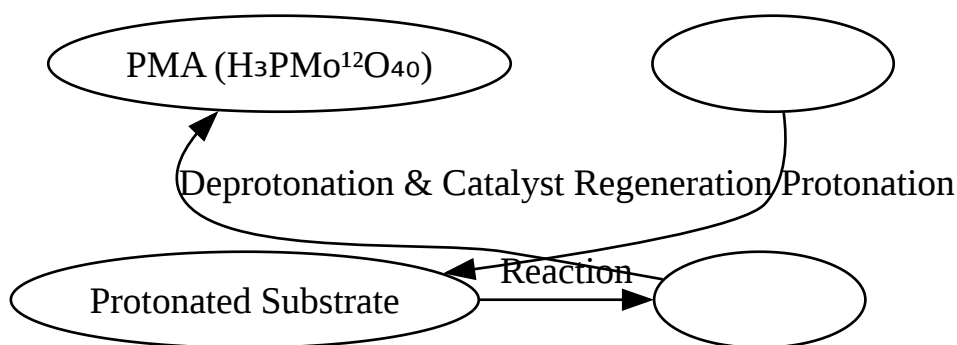 PMA (H₃PMo¹²O₄₀)
Deprotonation & Catalyst Regeneration
Protonation
Reaction
Protonated Substrate